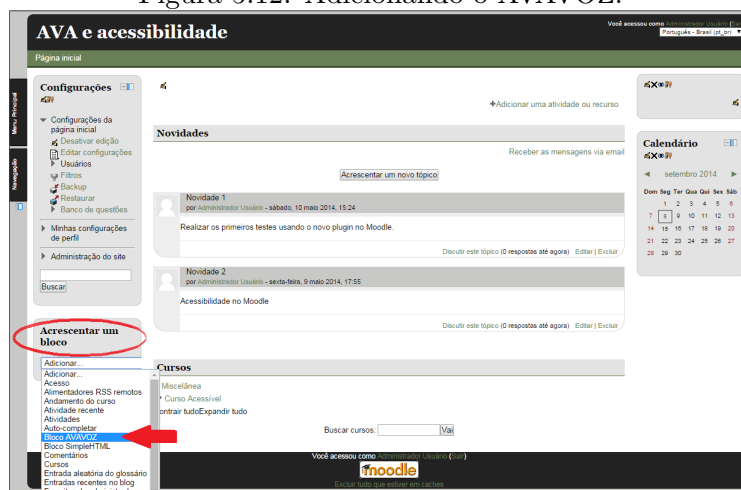 Figura 5.12: Adicionando o AVAVOZ.
AVA e acessibilidade
Você acessou como Administrador Usuário (Sair)
Português - Brasil (pt_br)
Página inicial
Menu Principal
Navegação
Configurações
Configurações da
página inicial
Desativar edição
Editar configurações
Usuários
Filtros
Backup
Restaurar
Banco de questões
Minhas configurações
de perfil
Administração do site
Buscar
Acrescentar um
bloco
Adicionar...
Adicionar...
Acesso
Alimentadores RSS remotos
Andamento do curso
Atividade recente
Atividades
Auto-completar
Bloco AVAVOZ
Bloco SimpleHTML
Comentários
Cursos
Entrada aleatória do glossário
Entradas recentes no blog
+Adicionar uma atividade ou recurso
Novidades
Receber as mensagens via email
Acrescentar um novo tópico
Novidade 1
por Administrador Usuário - sábado, 10 maio 2014, 15:24
Realizar os primeiros testes usando o novo plugin no Moodle.
Discutir este tópico (0 respostas até agora) Editar | Excluir
Novidade 2
por Administrador Usuário - sexta-feira, 9 maio 2014, 17:55
Acessibilidade no Moodle
Discutir este tópico (0 respostas até agora) Editar | Excluir
Cursos
Miscelânea
Curso Acessível
ontrair tudoExpandir tudo
Buscar cursos: Vai
Você acessou como Administrador Usuário (Sair)
moodle
Excluir tudo que estiver em caches
Calendário
setembro 2014
Dom Seg Ter Qua Qui Sex Sáb
1 2 3 4 5 6
7 8 9 10 11 12 13
14 15 16 17 18 19 20
21 22 23 24 25 26 27
28 29 30